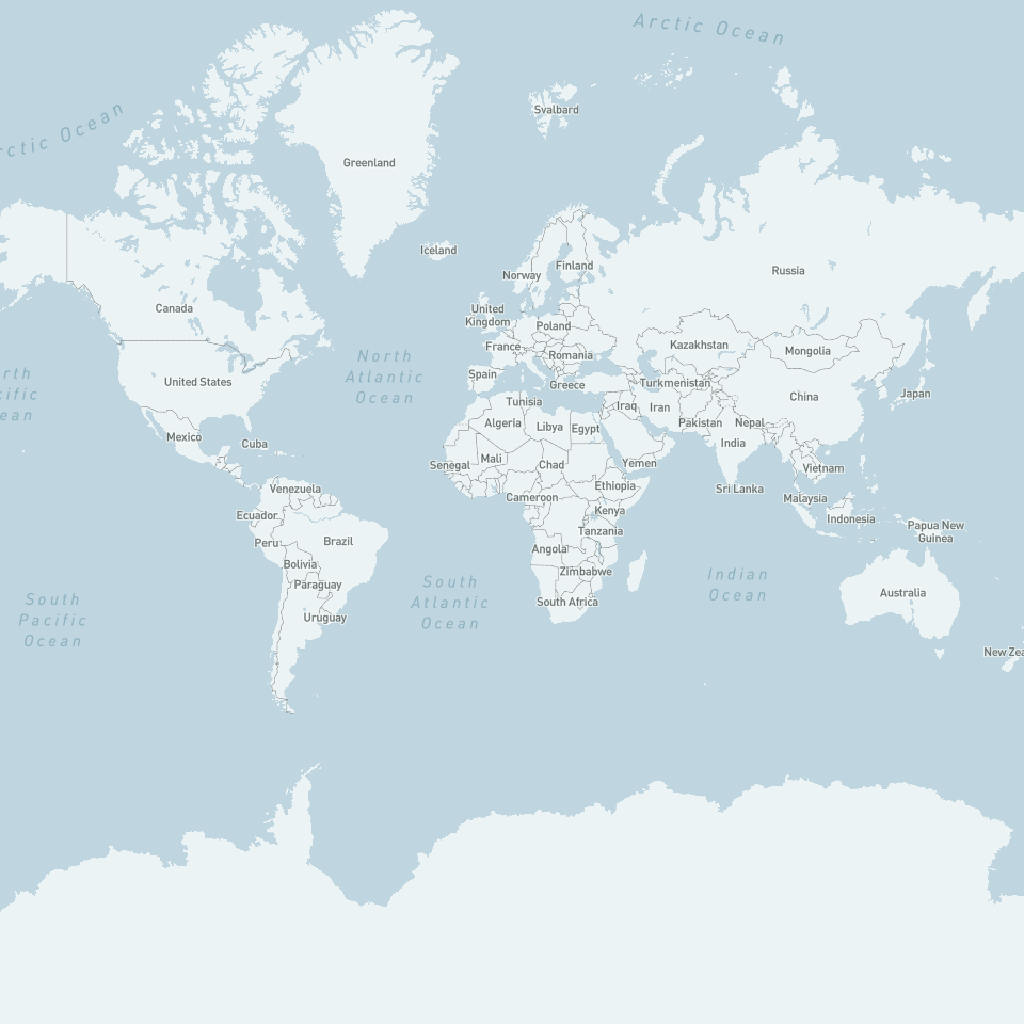 Arctic Ocean
Arctic Ocean
Svalbard
Greenland
Iceland
Norway
Finland
Russia
Canada
United
Kingdom
Poland
France
Romania
Kazakhstan
Mongolia
North
Atlantic
Ocean
United States
Spain
Greece
Turkmenistan
China
Japan
Tunisia
Iraq
Iran
Algeria
Libya
Egypt
Pakistan
Nepal
Mexico
Cuba
India
Senegal
Mali
Chad
Yemen
Vietnam
Venezuela
Cameroon
Ethiopia
Sri Lanka
Malaysia
Ecuador
Kenya
Indonesia
Papua New
Guinea
Peru
Brazil
Tanzania
Angola
Bolivia
Zimbabwe
Paraguay
South
Atlantic
Ocean
Indian
Ocean
Australia
South
Pacific
Ocean
South Africa
Uruguay
New Zea